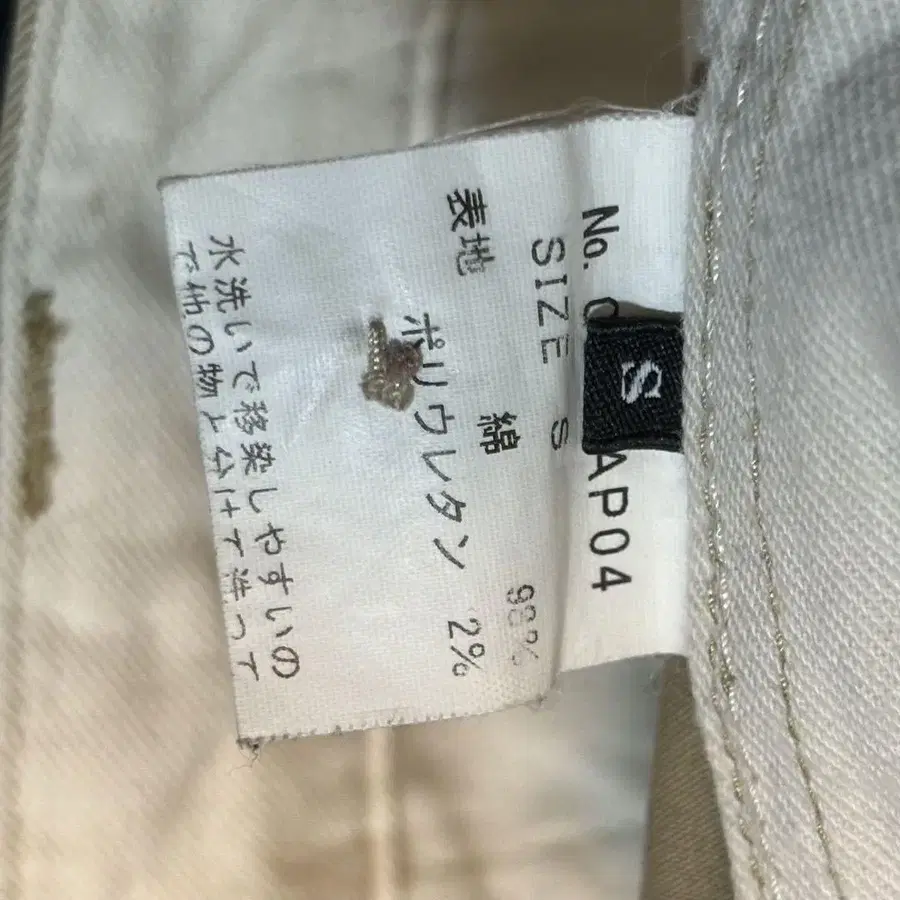 No. C AP04
SIZE S
S
表地
綿 98%
ポリウレタン 2%
水洗いで移染しやすいの
で他の物と分けて洗って